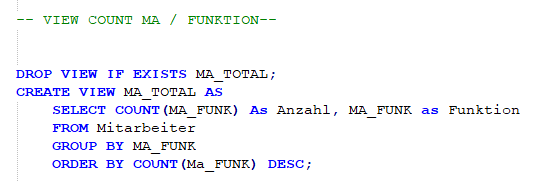 -- VIEW COUNT MA / FUNKTION--
DROP VIEW IF EXISTS MA_TOTAL;
CREATE VIEW MA_TOTAL AS
SELECT COUNT(MA_FUNK) As Anzahl, MA_FUNK as Funktion
FROM Mitarbeiter
GROUP BY MA_FUNK
ORDER BY COUNT(Ma_FUNK) DESC;